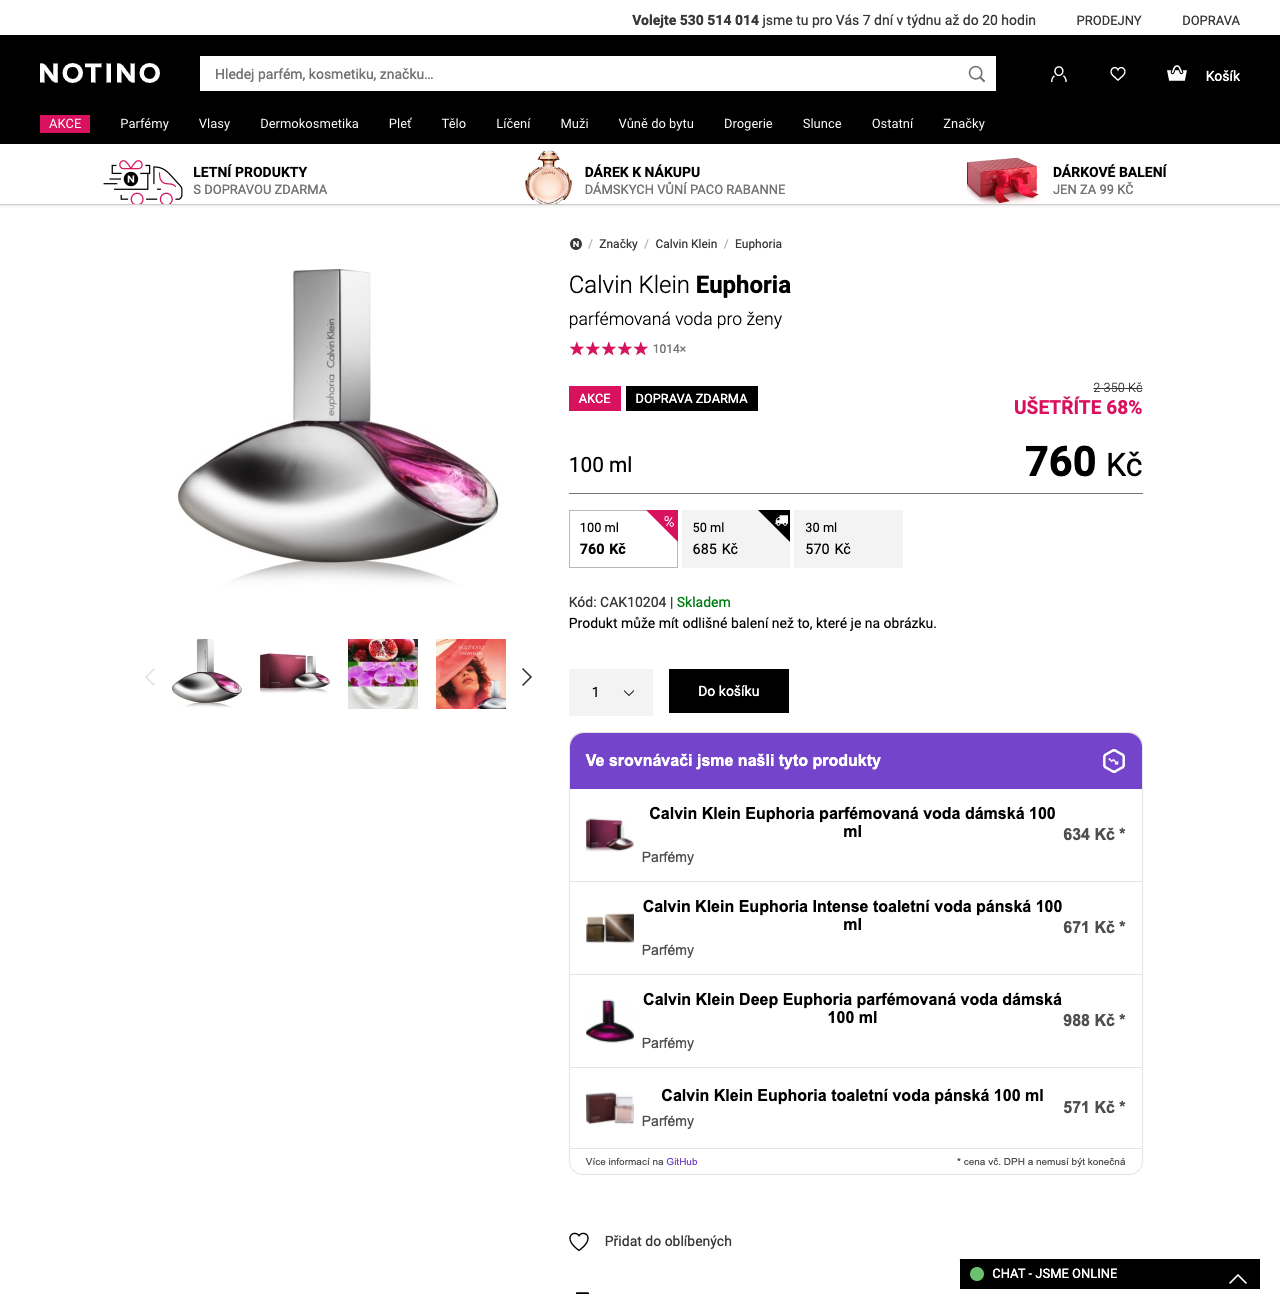 Volejte 530 514 014 jsme tu pro Vás 7 dní v týdnu až do 20 hodin PRODEJNY DOPRAVA
NOTINO
Hledej parfém, kosmetiku, značku...
Košík
AKCE Parfémy Vlasy Dermokosmetika Pleť Tělo Líčení Muži Vůně do bytu Drogerie Slunce Ostatní Značky
N
LETNÍ PRODUKTY
S DOPRAVOU ZDARMA
DÁREK K NÁKUPU
DÁMSKYCH VŮNÍ PACO RABANNE
DÁRKOVÉ BALENÍ
JEN ZA 99 KČ
N / Značky / Calvin Klein / Euphoria
euphoria Calvin Klein
Calvin Klein Euphoria
parfémovaná voda pro ženy
1014×
AKCE DOPRAVA ZDARMA
2 350 Kč
UŠETŘÍTE 68%
100 ml 760 Kč
%
100 ml
760 Kč
50 ml
685 Kč
30 ml
570 Kč
Kód: CAK10204 | Skladem
Produkt může mít odlišné balení než to, které je na obrázku.
euphoria
1 Do košíku
Ve srovnávači jsme našli tyto produkty
Calvin Klein Euphoria parfémovaná voda dámská 100
ml
634 Kč *
Parfémy
Calvin Klein Euphoria Intense toaletní voda pánská 100
ml
671 Kč *
Parfémy
Calvin Klein Deep Euphoria parfémovaná voda dámská
100 ml
988 Kč *
Parfémy
Calvin Klein Euphoria toaletní voda pánská 100 ml
571 Kč *
Parfémy
Více informací na GitHub * cena vč. DPH a nemusí být konečná
Přidat do oblíbených
CHAT - JSME ONLINE